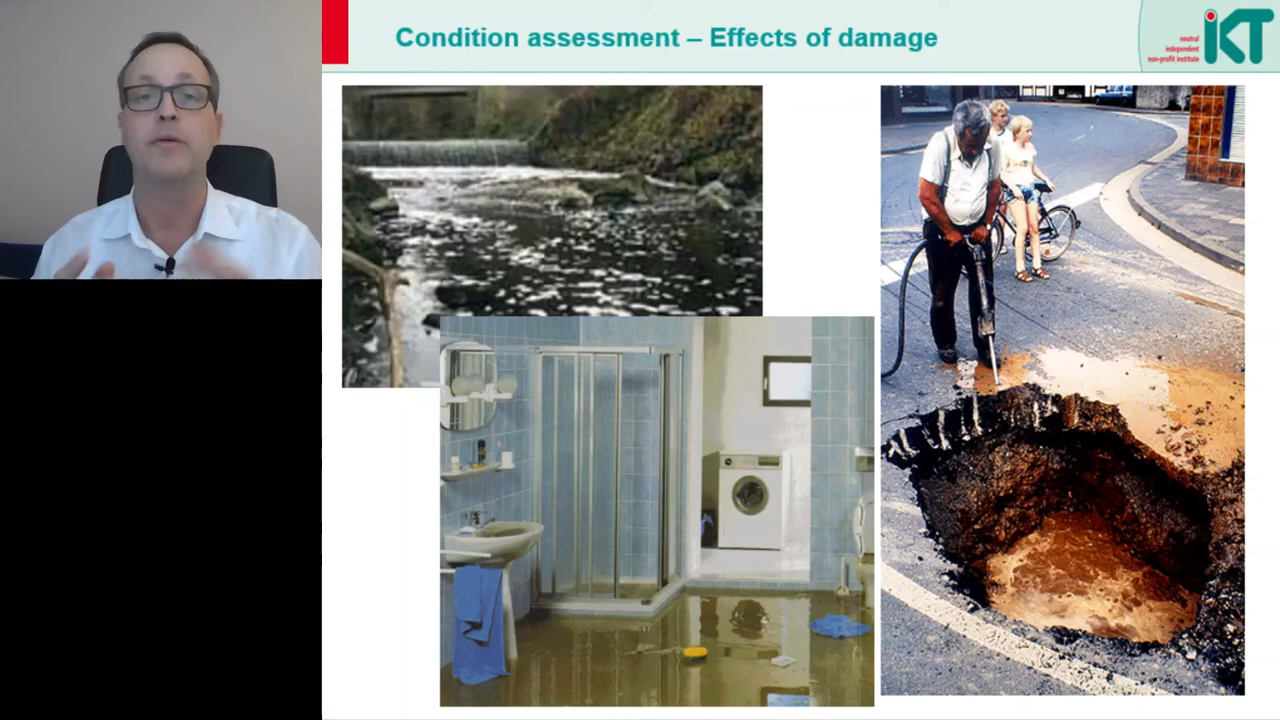 Condition assessment – Effects of damage
neutral
independent
non-profit institute
iKT